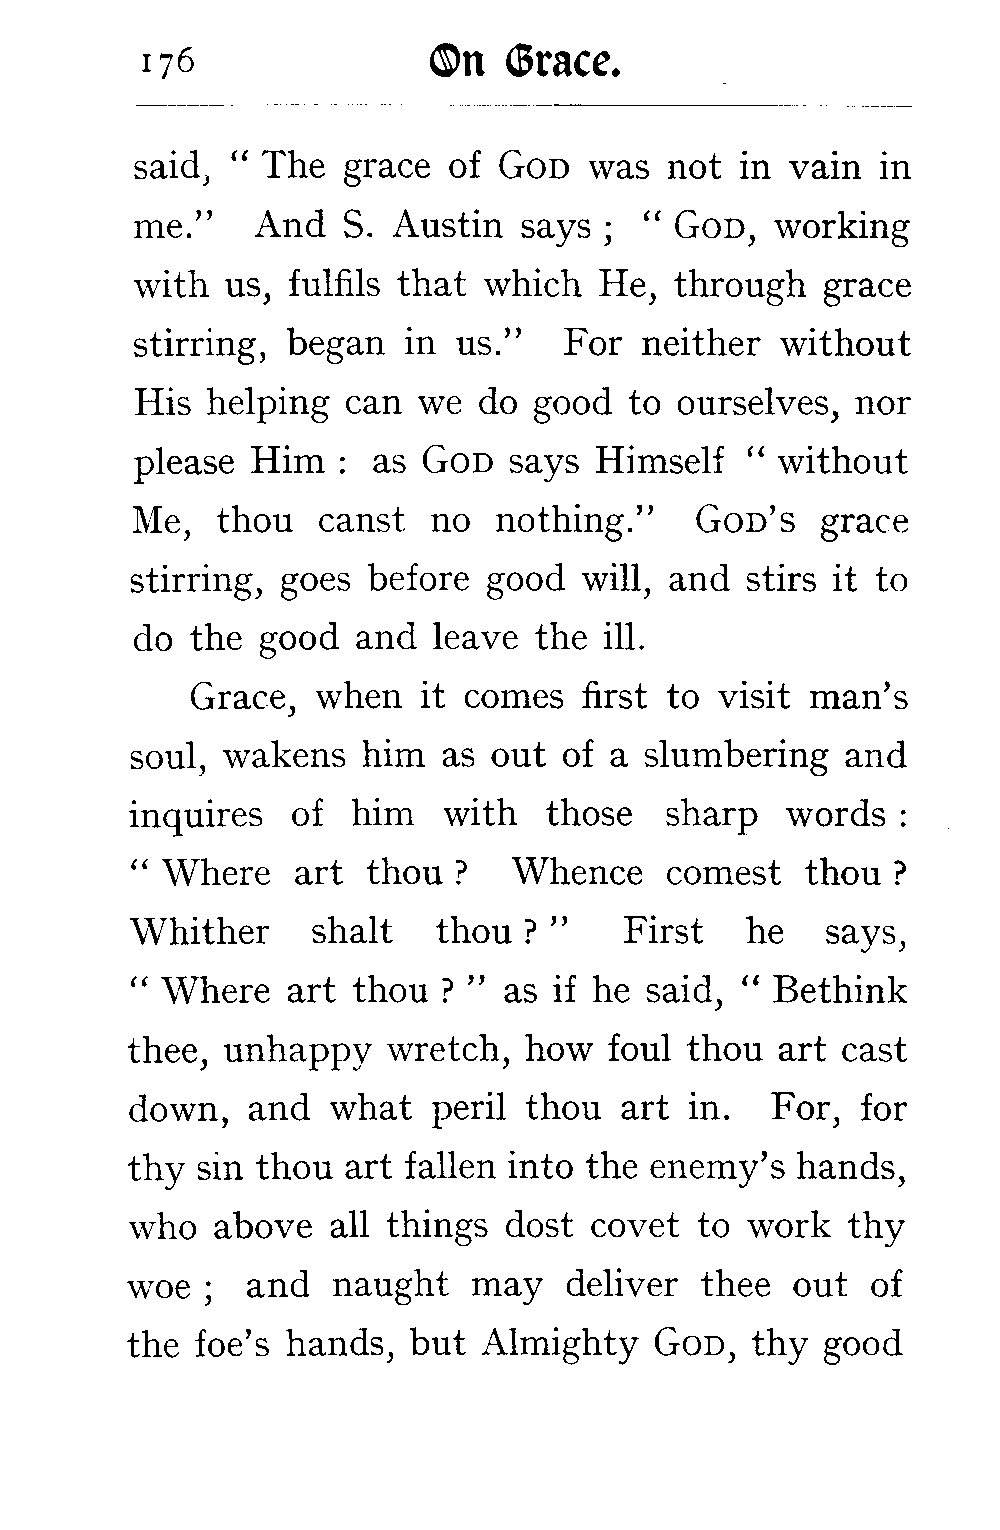 176 On Grace.
said, “ The grace of GOD was not in vain in
me.” And S. Austin says ; “ GOD, working
with us, fulfils that which He, through grace
stirring, began in us.” For neither without
His helping can we do good to ourselves, nor
please Him : as GOD says Himself “ without
Me, thou canst no nothing.” GOD’S grace
stirring, goes before good will, and stirs it to
do the good and leave the ill.
Grace, when it comes first to visit man’s
soul, wakens him as out of a slumbering and
inquires of him with those sharp words :
“ Where art thou ? Whence comest thou ?
Whither shalt thou ? ” First he says,
“ Where art thou ? ” as if he said, “ Bethink
thee, unhappy wretch, how foul thou art cast
down, and what peril thou art in. For, for
thy sin thou art fallen into the enemy’s hands,
who above all things dost covet to work thy
woe ; and naught may deliver thee out of
the foe’s hands, but Almighty GOD, thy good